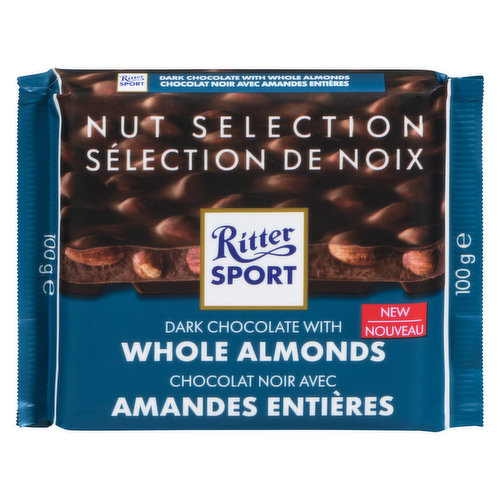 Ritter
SPORT
DARK CHOCOLATE WITH WHOLE ALMONDS
CHOCOLAT NOIR AVEC AMANDES ENTIÈRES
NUT SELECTION
SÉLECTION DE NOIX
Ritter
SPORT
100 g e
100 g e
NEW
NOUVEAU
DARK CHOCOLATE WITH
WHOLE ALMONDS
CHOCOLAT NOIR AVEC
AMANDES ENTIÈRES